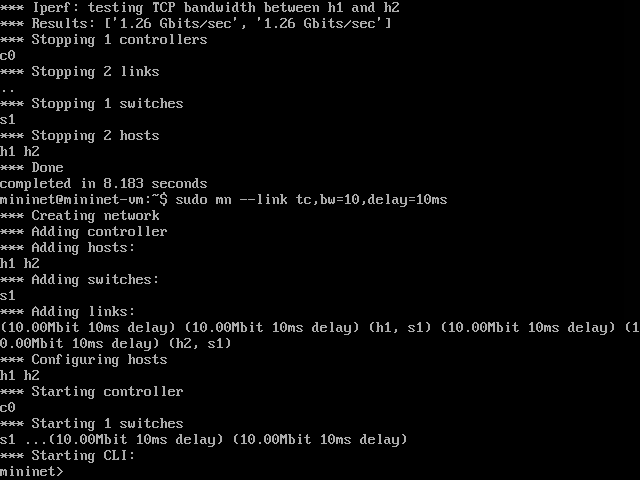 *** Iperf: testing TCP bandwidth between h1 and h2
*** Results: ['1.26 Gbits/sec', '1.26 Gbits/sec']
*** Stopping 1 controllers
c0
*** Stopping 2 links
..
*** Stopping 1 switches
s1
*** Stopping 2 hosts
h1 h2
*** Done
completed in 8.183 seconds
mininet@mininet-vm:~$ sudo mn --link tc,bw=10,delay=10ms
*** Creating network
*** Adding controller
*** Adding hosts:
h1 h2
*** Adding switches:
s1
*** Adding links:
(10.00Mbit 10ms delay) (10.00Mbit 10ms delay) (h1, s1) (10.00Mbit 10ms delay) (1
0.00Mbit 10ms delay) (h2, s1)
*** Configuring hosts
h1 h2
*** Starting controller
c0
*** Starting 1 switches
s1 ...(10.00Mbit 10ms delay) (10.00Mbit 10ms delay)
*** Starting CLI:
mininet>